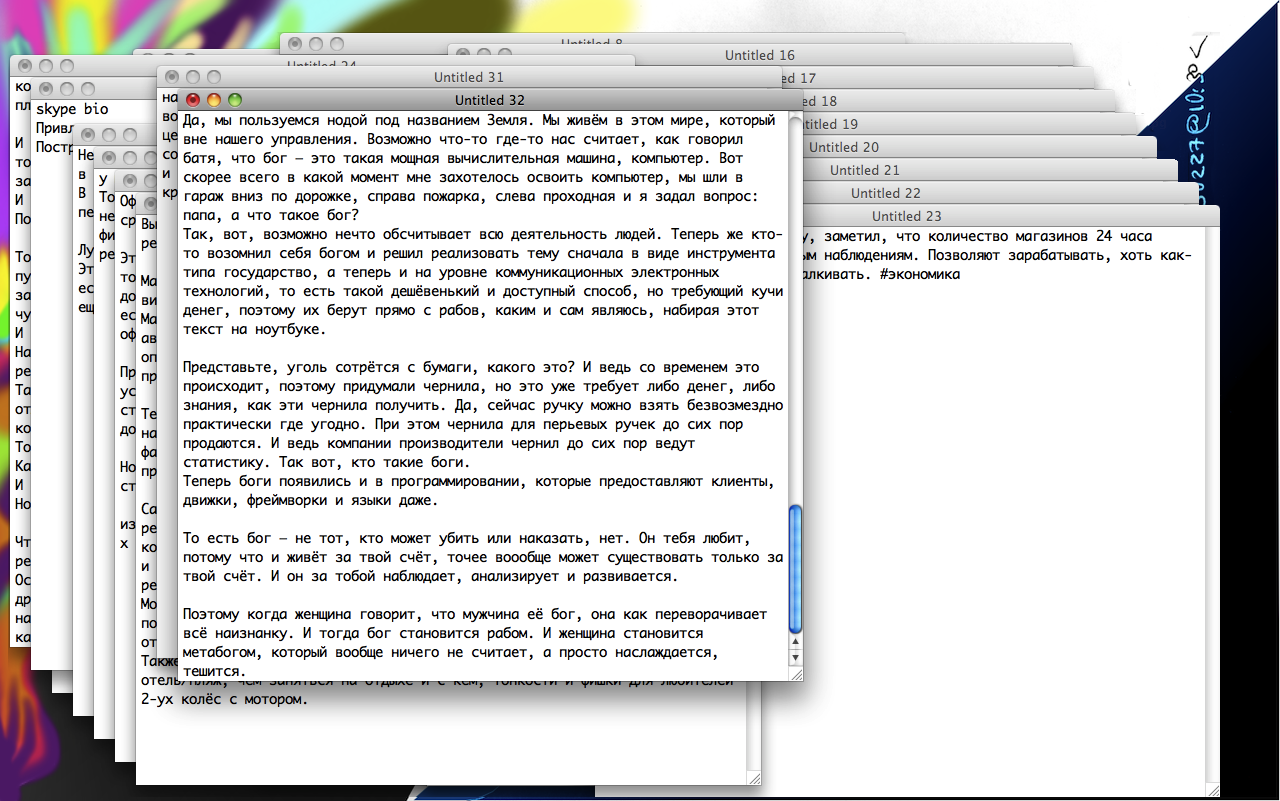 Untitled 8
Untitled 16
Untitled 24
Untitled 31
ed 17
Untitled 32
ed 18
titled 19
Untitled 20
Untitled 21
Untitled 22
Untitled 23
Да, мы пользуемся нодой под названием Земля. Мы живём в этом мире, который
вне нашего управления. Возможно что-то где-то нас считает, как говорил
батя, что бог – это такая мощная вычислительная машина, компьютер. Вот
скорее всего в какой момент мне захотелось освоить компьютер, мы шли в
гараж вниз по дорожке, справа пожарка, слева проходная и я задал вопрос:
папа, а что такое бог?
Так, вот, возможно нечто обсчитывает всю деятельность людей. Теперь же кто-
то возомнил себя богом и решил реализовать тему сначала в виде инструмента
типа государство, а теперь и на уровне коммуникационных электронных
технологий, то есть такой дешёвенький и доступный способ, но требующий кучи
денег, поэтому их берут прямо с рабов, каким и сам являюсь, набирая этот
текст на ноутбуке.
Представьте, уголь сотрётся с бумаги, какого это? И ведь со временем это
происходит, поэтому придумали чернила, но это уже требует либо денег, либо
знания, как эти чернила получить. Да, сейчас ручку можно взять безвозмездно
практически где угодно. При этом чернила для перьевых ручек до сих пор
продаются. И ведь компании производители чернил до сих пор ведут
статистику. Так вот, кто такие боги.
Теперь боги появились и в программировании, которые предоставляют клиенты,
движки, фреймворки и языки даже.
То есть бог – не тот, кто может убить или наказать, нет. Он тебя любит,
потому что и живёт за твой счёт, точее воообще может существовать только за
твой счёт. И он за тобой наблюдает, анализирует и развивается.
Поэтому когда женщина говорит, что мужчина её бог, она как переворачивает
всё наизнанку. И тогда бог становится рабом. И женщина становится
метабогом, который вообще ничего не считает, а просто наслаждается,
тешится.
у, заметил, что количество магазинов 24 часа
ым наблюдениям. Позволяют зарабатывать, хоть как-
алкивать. #экономика
skype bio
Привл
Постр
Также
отель/пляж, чем заняться на отдыхе и с кем, тонкости и фишки для любителей
2-ух колёс с мотором.